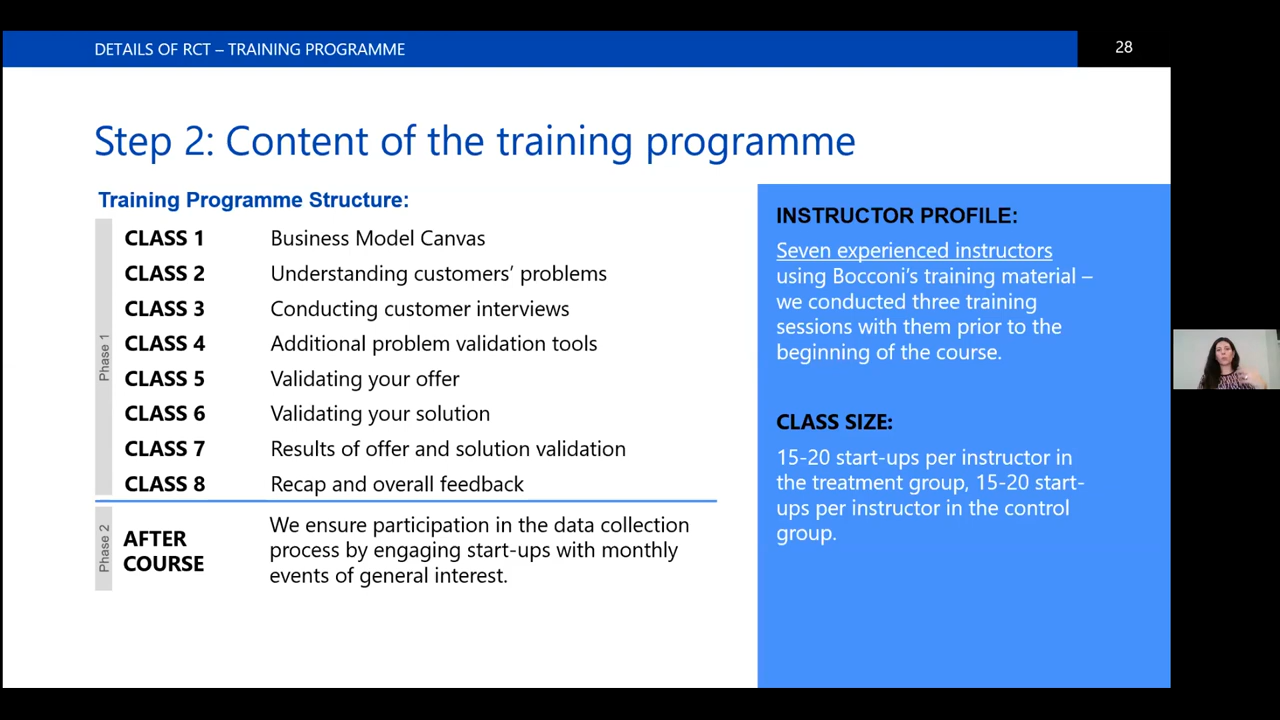 DETAILS OF RCT – TRAINING PROGRAMME
28
Step 2: Content of the training programme
Training Programme Structure:
Phase 1
CLASS 1 Business Model Canvas
CLASS 2 Understanding customers’ problems
CLASS 3 Conducting customer interviews
CLASS 4 Additional problem validation tools
CLASS 5 Validating your offer
CLASS 6 Validating your solution
CLASS 7 Results of offer and solution validation
CLASS 8 Recap and overall feedback
Phase 2
AFTER
COURSE
We ensure participation in the data collection
process by engaging start-ups with monthly
events of general interest.
INSTRUCTOR PROFILE:
Seven experienced instructors
using Bocconi’s training material –
we conducted three training
sessions with them prior to the
beginning of the course.
CLASS SIZE:
15-20 start-ups per instructor in
the treatment group, 15-20 start-
ups per instructor in the control
group.